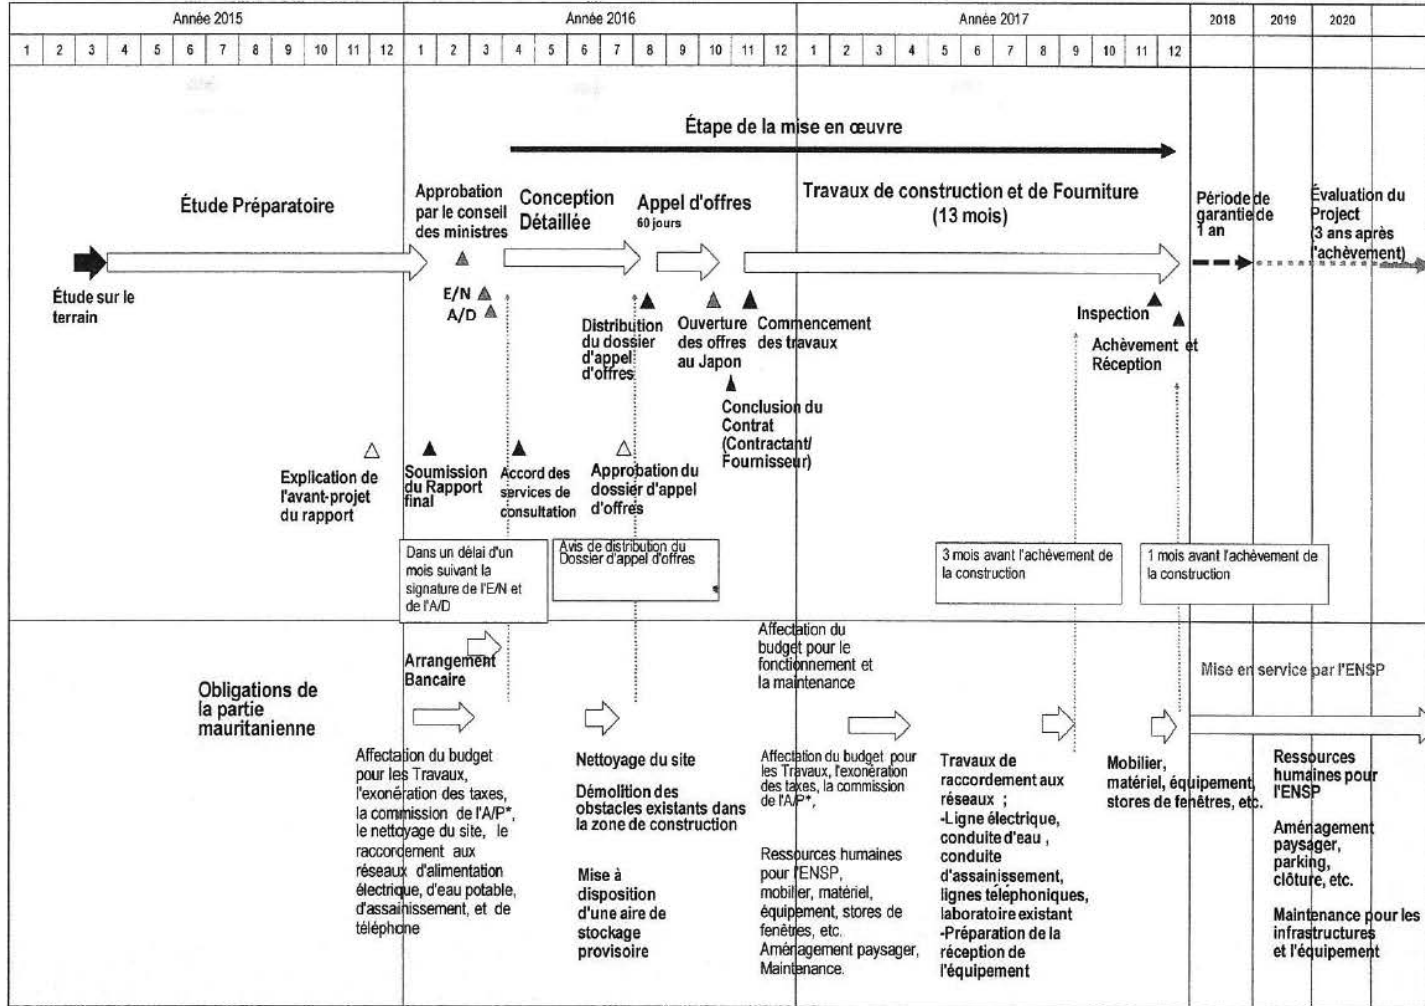 Année 2015
Année 2016
Année 2017
2018
2019
2020
1 2 3 4 5 6 7 8 9 10 11 12
1 2 3 4 5 6 7 8 9 10 11 12
1 2 3 4 5 6 7 8 9 10 11 12
Étape de la mise en œuvre
Étude Préparatoire
Approbation
par le conseil
des ministres
Conception
Détaillée
Appel d'offres
60 jours
Travaux de construction et de Fourniture
(13 mois)
Période de
garantie de
1 an
Évaluation du
Project
(3 ans après
l'achèvement)
Étude sur le
terrain
E/N
A/D
Distribution
du dossier
d'appel
d'offres
Ouverture
des offres
au Japon
Commencement
des travaux
Inspection
Achèvement et
Réception
Conclusion du
Contrat
(Contractant/
Fournisseur)
Explication de
l'avant-projet
du rapport
Soumission
du Rapport
final
Accord des
services de
consultation
Approbation du
dossier d'appel
d'offres
Dans un délai d'un
mois suivant la
signature de l'E/N et
de l'A/D
Avis de distribution du
Dossier d'appel d'offres
3 mois avant l'achèvement de
la construction
1 mois avant l'achèvement de
la construction
Obligations de
la partie
mauritanienne
Arrangement
Bancaire
Affectation du
budget pour le
fonctionnement et
la maintenance
Mise en service par l'ENSP
Affectation du budget
pour les Travaux,
l'exonération des taxes,
la commission de l'A/P*,
le nettoyage du site, le
raccordement aux
réseaux d'alimentation
électrique, d'eau potable,
d'assainissement, et de
téléphone
Nettoyage du site
Démolition des
obstacles existants dans
la zone de construction
Mise à
disposition
d'une aire de
stockage
provisoire
Affectation du budget pour
les Travaux, l'exonération
des taxes, la commission
de l'A/P*,
Ressources humaines
pour l'ENSP,
mobilier, matériel,
équipement, stores de
fenêtres, etc.
Aménagement paysager,
Maintenance.
Travaux de
raccordement aux
réseaux ;
-Ligne électrique,
conduite d'eau ,
conduite
d'assainissement,
lignes téléphoniques,
laboratoire existant
-Préparation de la
réception de
l'équipement
Mobilier,
matériel, équipement,
stores de fenêtres, etc.
Ressources
humaines pour
l'ENSP
Aménagement
paysager,
parking,
clôture, etc.
Maintenance pour les
infrastructures
et l'équipement